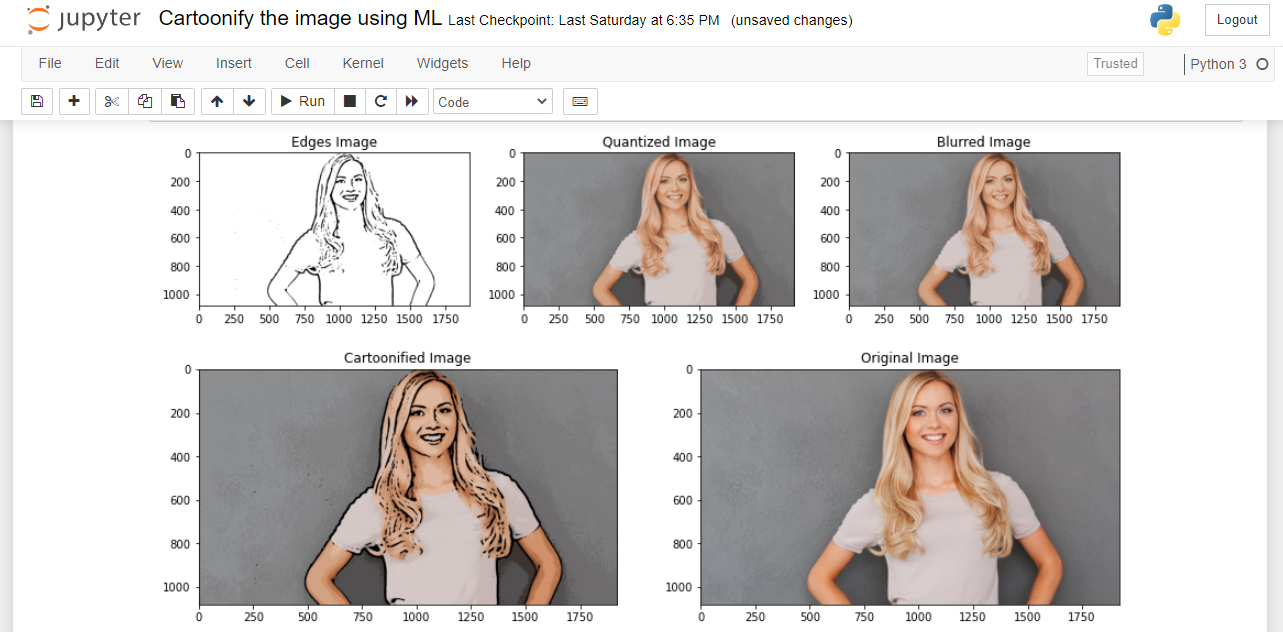 jupyter Cartoonify the image using ML Last Checkpoint: Last Saturday at 6:35 PM (unsaved changes) Logout
File Edit View Insert Cell Kernel Widgets Help Trusted Python 3
Run Code
Edges Image
0
200
400
600
800
1000
0 250 500 750 1000 1250 1500 1750
Quantized Image
0
200
400
600
800
1000
0 250 500 750 1000 1250 1500 1750
Blurred Image
0
200
400
600
800
1000
0 250 500 750 1000 1250 1500 1750
Cartoonified Image
0
200
400
600
800
1000
0 250 500 750 1000 1250 1500 1750
Original Image
0
200
400
600
800
1000
0 250 500 750 1000 1250 1500 1750